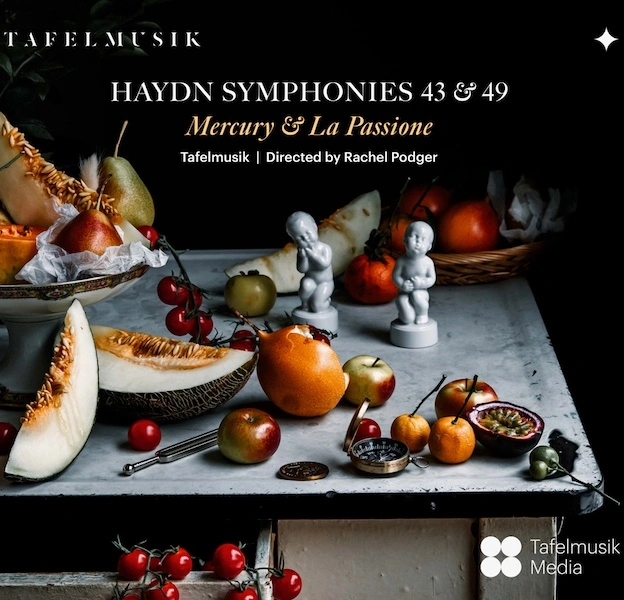 TAFELMUSIK
HAYDN SYMPHONIES 43 & 49
Mercury & La Passione
Tafelmusik | Directed by Rachel Podger
Tafelmusik
Media